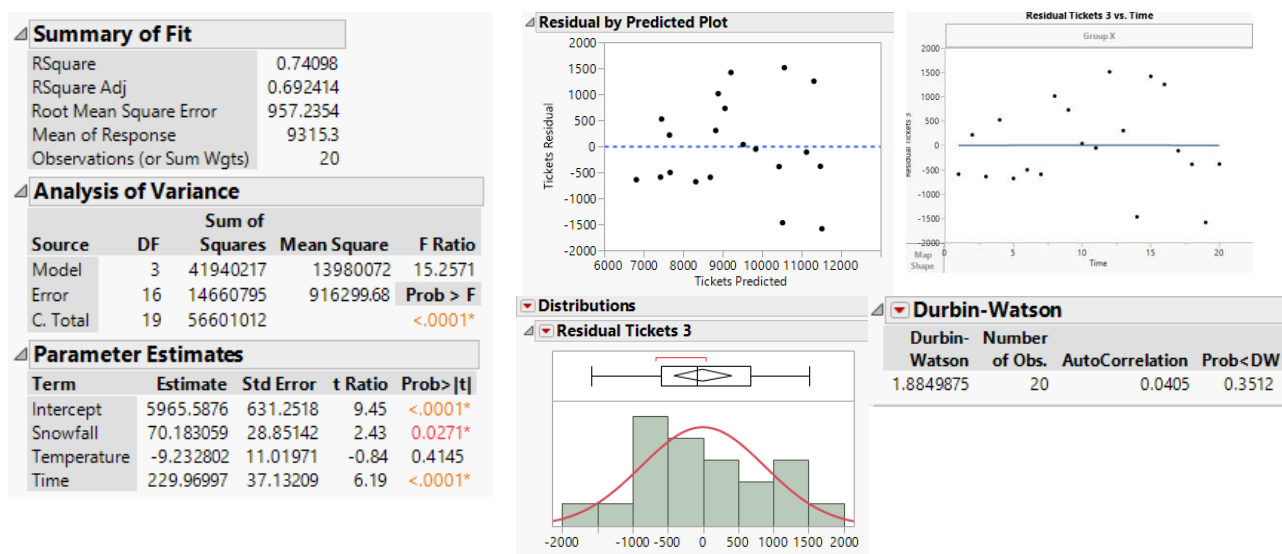 Summary of Fit
RSquare 0.74098
RSquare Adj 0.692414
Root Mean Square Error 957.2354
Mean of Response 9315.3
Observations (or Sum Wgts) 20
Analysis of Variance
Sum of
Source DF Squares Mean Square F Ratio
Model 3 41940217 13980072 15.2571
Error 16 14660795 916299.68 Prob > F
C. Total 19 56601012 <.0001*
Parameter Estimates
Term Estimate Std Error t Ratio Prob>|t|
Intercept 5965.5876 631.2518 9.45 <.0001*
Snowfall 70.183059 28.85142 2.43 0.0271*
Temperature -9.232802 11.01971 -0.84 0.4145
Time 229.96997 37.13209 6.19 <.0001*
Residual by Predicted Plot
Tickets Residual
2000
1500
1000
500
0
-500
-1000
-1500
-2000
6000 7000 8000 9000 10000 11000 12000
Tickets Predicted
Residual Tickets 3 vs. Time
Group X
Residual Tickets 3
2000
1500
1000
500
0
-500
-1000
-1500
-2000
0 5 10 15 20
Time
Map
Shape
Distributions
Residual Tickets 3
-2000 -1000 -500 0 500 1000 1500 2000
Durbin-Watson
Durbin- Number
Watson of Obs. AutoCorrelation Prob<DW
1.8849875 20 0.0405 0.3512